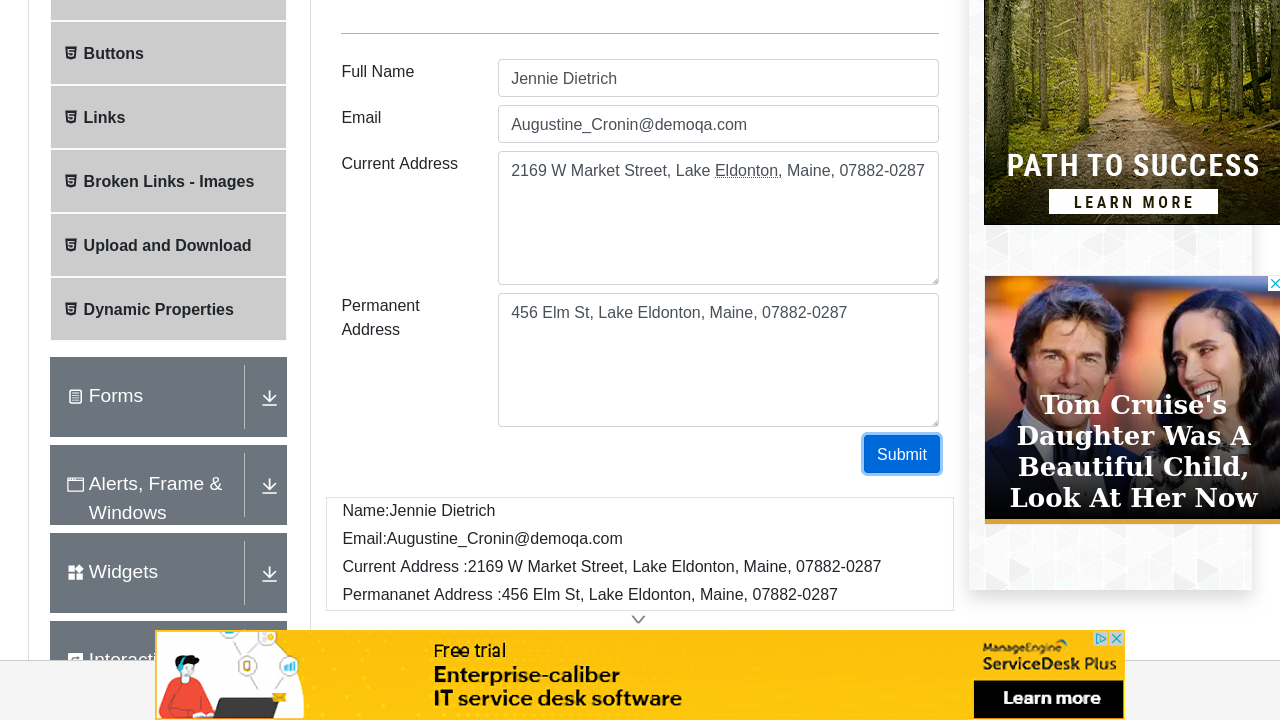 Buttons
Links
Broken Links - Images
Upload and Download
Dynamic Properties
Forms
Alerts, Frame &
Windows
Widgets
Full Name
Jennie Dietrich
Email
Augustine_Cronin@demoqa.com
Current Address
2169 W Market Street, Lake Eldonton, Maine, 07882-0287
Permanent
Address
456 Elm St, Lake Eldonton, Maine, 07882-0287
Submit
Name:Jennie Dietrich
Email:Augustine_Cronin@demoqa.com
Current Address :2169 W Market Street, Lake Eldonton, Maine, 07882-0287
Permananet Address :456 Elm St, Lake Eldonton, Maine, 07882-0287
PATH TO SUCCESS
LEARN MORE
Tom Cruise's
Daughter Was A
Beautiful Child,
Look At Her Now
Free trial
Enterprise-caliber
IT service desk software
ManageEngine
ServiceDesk Plus
Learn more